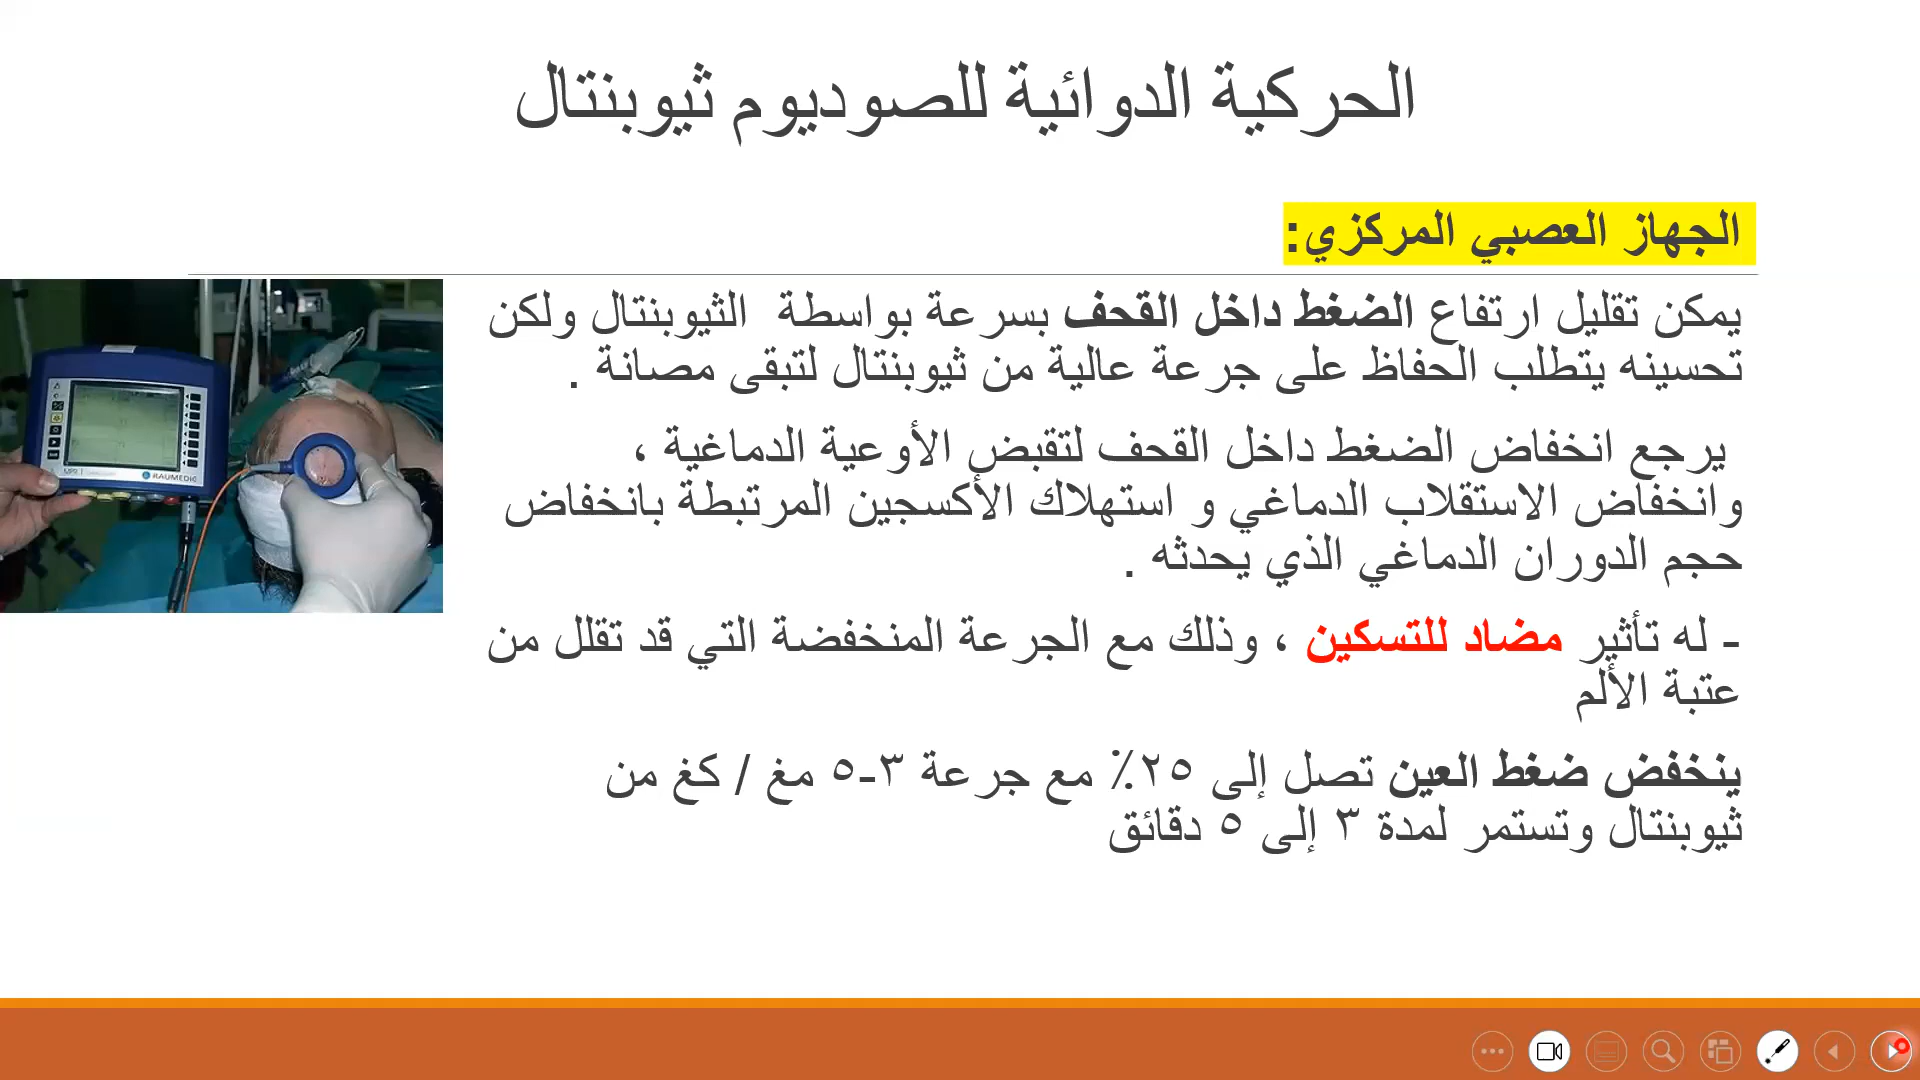 الحركية الدوائية للصوديوم ثيوبنتال
الجهاز العصبي المركزي:
يمكن تقليل ارتفاع الضغط داخل القحف بسرعة بواسطة الثيوبنتال ولكن
تحسينه يتطلب الحفاظ على جرعة عالية من ثيوبنتال لتبقى مصانة .
يرجع انخفاض الضغط داخل القحف لتقبض الأوعية الدماغية ،
وانخفاض الاستقلاب الدماغي و استهلاك الأكسجين المرتبطة بانخفاض
حجم الدوران الدماغي الذي يحدثه .
- له تأثير مضاد للتسكين ، وذلك مع الجرعة المنخفضة التي قد تقلل من
عتبة الألم
ينخفض ضغط العين تصل إلى ٢٥٪ مع جرعة ٣-٥ مغ / كغ من
ثيوبنتال وتستمر لمدة ٣ إلى ٥ دقائق
RAUMEDIC